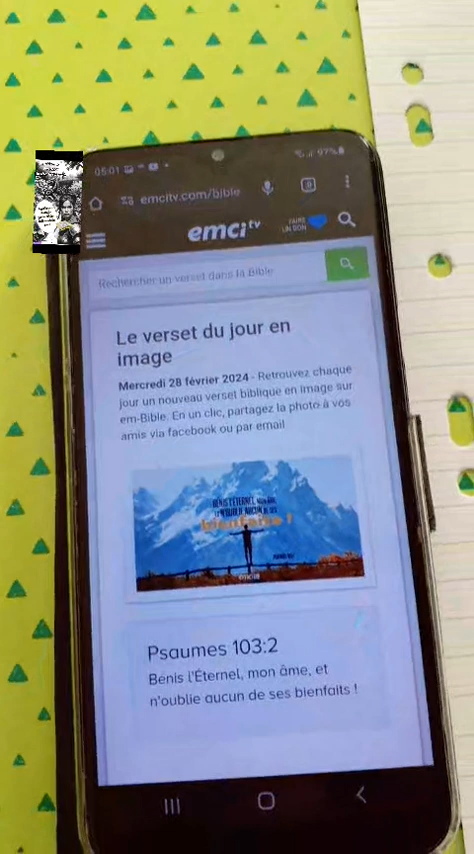 05:01
97%
emcitv.com/bible
emci tv
FAIRE
UN DON
Rechercher un verset dans la Bible
Le verset du jour en
image
Mercredi 28 février 2024 - Retrouvez chaque
jour un nouveau verset biblique en image sur
em-Bible. En un clic, partagez la photo à vos
amis via facebook ou par email
BÉNIS L'ÉTERNEL, MON ÂME,
ET N'OUBLIE AUCUN DE SES
bienfaits !
emcitv
Psaumes 103:2
Bénis l'Éternel, mon âme, et
n'oublie aucun de ses bienfaits !